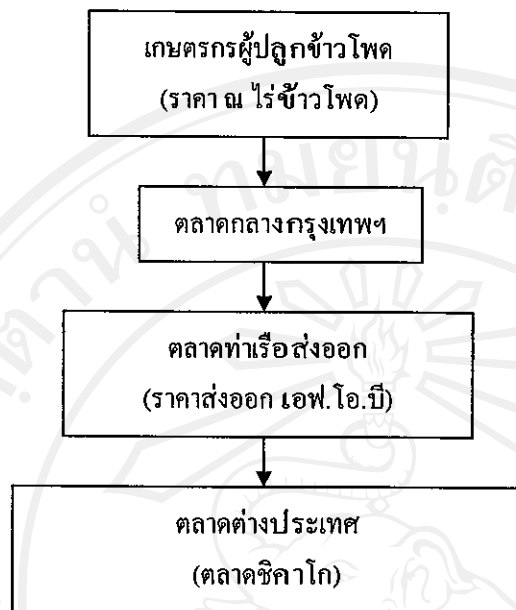 เกษตรกรผู้ปลูกข้าวโพด
(ราคา ณ ไร่ข้าวโพด)
ตลาดกลางกรุงเทพฯ
ตลาดท่าเรือส่งออก
(ราคาส่งออก เอฟ.โอ.บี)
ตลาดต่างประเทศ
(ตลาดชิคาโก)